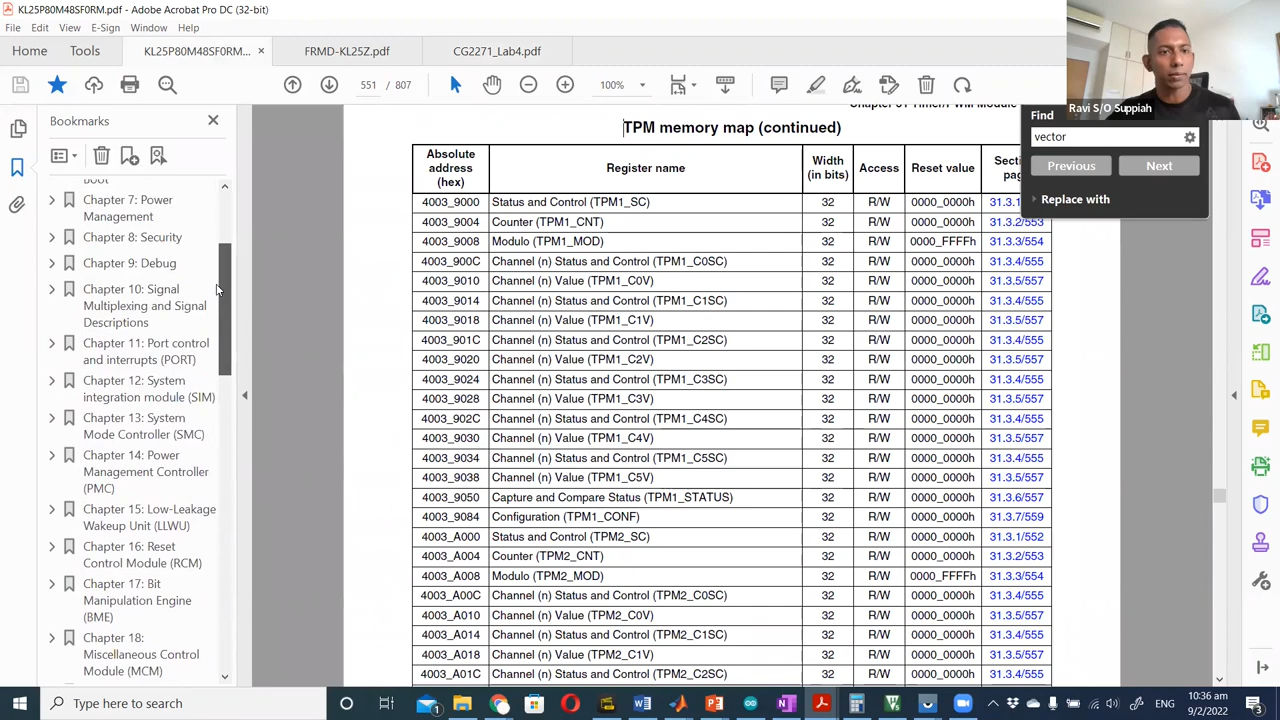 KL25P80M48SF0RM.pdf - Adobe Acrobat Pro DC (32-bit)
File Edit View E-Sign Window Help
Home Tools KL25P80M48SF0RM... × FRMD-KL25Z.pdf CG2271_Lab4.pdf
551 / 807 100%
Ravi S/O Suppiah
Find
vector
Previous Next
Replace with
Bookmarks
Boot
Chapter 7: Power
Management
Chapter 8: Security
Chapter 9: Debug
Chapter 10: Signal
Multiplexing and Signal
Descriptions
Chapter 11: Port control
and interrupts (PORT)
Chapter 12: System
integration module (SIM)
Chapter 13: System
Mode Controller (SMC)
Chapter 14: Power
Management Controller
(PMC)
Chapter 15: Low-Leakage
Wakeup Unit (LLWU)
Chapter 16: Reset
Control Module (RCM)
Chapter 17: Bit
Manipulation Engine
(BME)
Chapter 18:
Miscellaneous Control
Module (MCM)
TPM memory map (continued)
Absolute address (hex) Register name Width (in bits) Access Reset value
4003_9000 Status and Control (TPM1_SC) 32 R/W 0000_0000h
4003_9004 Counter (TPM1_CNT) 32 R/W 0000_0000h 31.3.2/553
4003_9008 Modulo (TPM1_MOD) 32 R/W 0000_FFFFh 31.3.3/554
4003_900C Channel (n) Status and Control (TPM1_C0SC) 32 R/W 0000_0000h 31.3.4/555
4003_9010 Channel (n) Value (TPM1_C0V) 32 R/W 0000_0000h 31.3.5/557
4003_9014 Channel (n) Status and Control (TPM1_C1SC) 32 R/W 0000_0000h 31.3.4/555
4003_9018 Channel (n) Value (TPM1_C1V) 32 R/W 0000_0000h 31.3.5/557
4003_901C Channel (n) Status and Control (TPM1_C2SC) 32 R/W 0000_0000h 31.3.4/555
4003_9020 Channel (n) Value (TPM1_C2V) 32 R/W 0000_0000h 31.3.5/557
4003_9024 Channel (n) Status and Control (TPM1_C3SC) 32 R/W 0000_0000h 31.3.4/555
4003_9028 Channel (n) Value (TPM1_C3V) 32 R/W 0000_0000h 31.3.5/557
4003_902C Channel (n) Status and Control (TPM1_C4SC) 32 R/W 0000_0000h 31.3.4/555
4003_9030 Channel (n) Value (TPM1_C4V) 32 R/W 0000_0000h 31.3.5/557
4003_9034 Channel (n) Status and Control (TPM1_C5SC) 32 R/W 0000_0000h 31.3.4/555
4003_9038 Channel (n) Value (TPM1_C5V) 32 R/W 0000_0000h 31.3.5/557
4003_9050 Capture and Compare Status (TPM1_STATUS) 32 R/W 0000_0000h 31.3.6/557
4003_9084 Configuration (TPM1_CONF) 32 R/W 0000_0000h 31.3.7/559
4003_A000 Status and Control (TPM2_SC) 32 R/W 0000_0000h 31.3.1/552
4003_A004 Counter (TPM2_CNT) 32 R/W 0000_0000h 31.3.2/553
4003_A008 Modulo (TPM2_MOD) 32 R/W 0000_FFFFh 31.3.3/554
4003_A00C Channel (n) Status and Control (TPM2_C0SC) 32 R/W 0000_0000h 31.3.4/555
4003_A010 Channel (n) Value (TPM2_C0V) 32 R/W 0000_0000h 31.3.5/557
4003_A014 Channel (n) Status and Control (TPM2_C1SC) 32 R/W 0000_0000h 31.3.4/555
4003_A018 Channel (n) Value (TPM2_C1V) 32 R/W 0000_0000h 31.3.5/557
4003_A01C Channel (n) Status and Control (TPM2_C2SC) 32 R/W 0000_0000h 31.3.4/555
Type here to search
ENG 10:36 am
9/2/2022